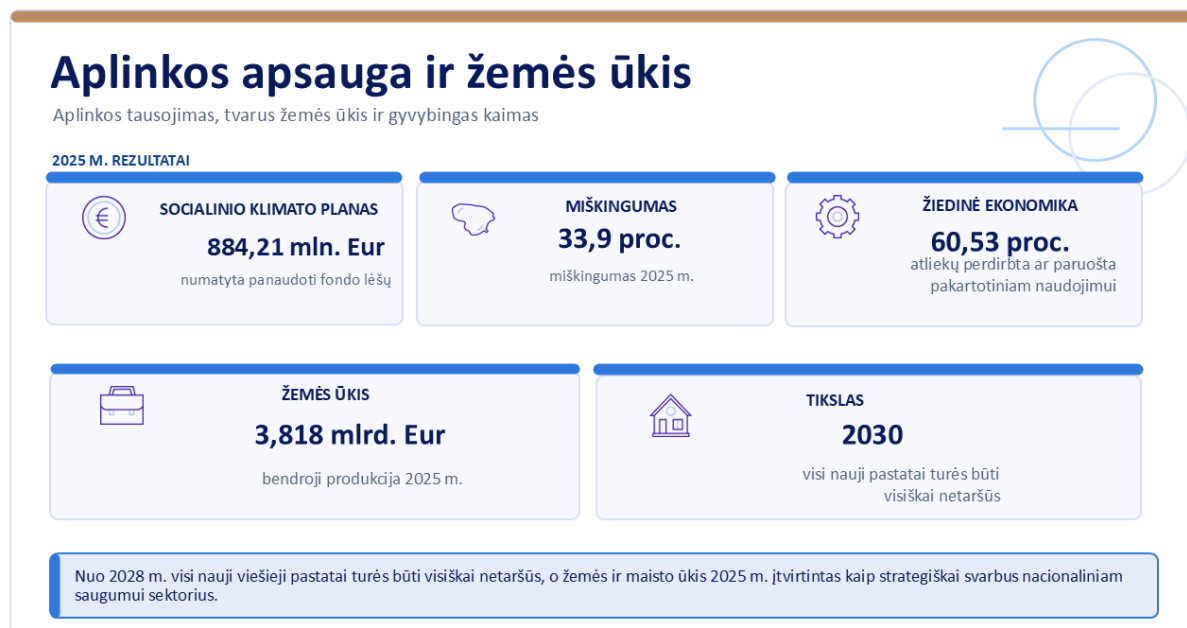 Aplinkos apsauga ir žemės ūkis
Aplinkos tausojimas, tvarus žemės ūkis ir gyvybingas kaimas
2025 M. REZULTATAI
SOCIALINIO KLIMATO PLANAS
884,21 mln. Eur
numatyta panaudoti fondo lėšų
MIŠKINGUMAS
33,9 proc.
miškingumas 2025 m.
ŽIEDINĖ EKONOMIKA
60,53 proc.
atliekų perdirbta ar paruošta
pakartotiniam naudojimui
ŽEMĖS ŪKIS
3,818 mlrd. Eur
bendroji produkcija 2025 m.
TIKSLAS
2030
visi nauji pastatai turės būti
visiškai netaršūs
Nuo 2028 m. visi nauji viešieji pastatai turės būti visiškai netaršūs, o žemės ir maisto ūkis 2025 m. įtvirtintas kaip strategiškai svarbus nacionaliniam
saugumui sektorius.